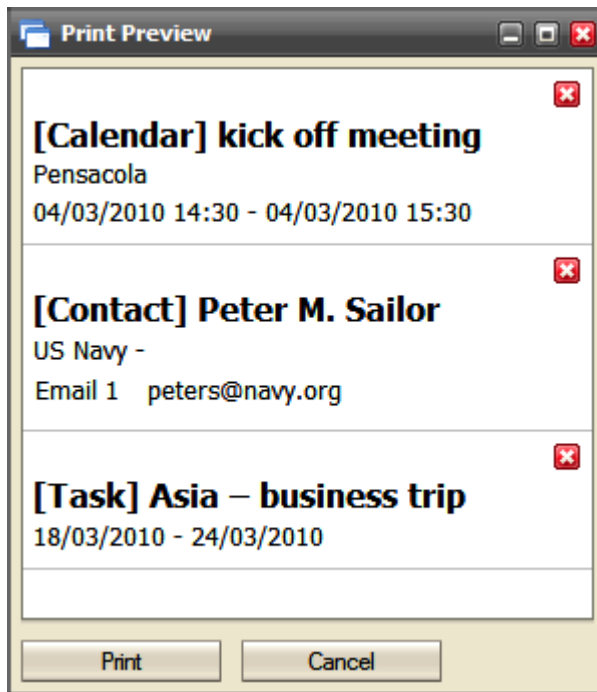 Print Preview
[Calendar] kick off meeting
Pensacola
04/03/2010 14:30 - 04/03/2010 15:30
[Contact] Peter M. Sailor
US Navy -
Email 1 peters@navy.org
[Task] Asia – business trip
18/03/2010 - 24/03/2010
Print Cancel